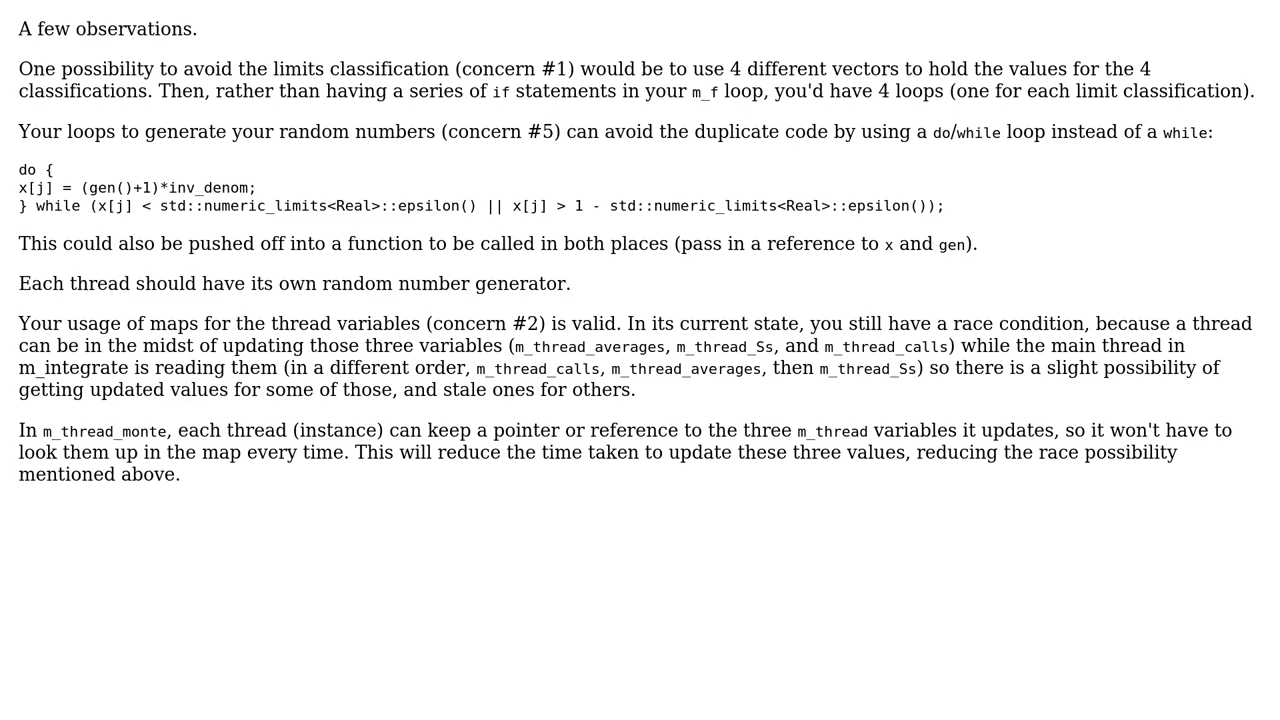 A few observations.
One possibility to avoid the limits classification (concern #1) would be to use 4 different vectors to hold the values for the 4
classifications. Then, rather than having a series of if statements in your m_f loop, you'd have 4 loops (one for each limit classification).
Your loops to generate your random numbers (concern #5) can avoid the duplicate code by using a do/while loop instead of a while:
do {
x[j] = (gen()+1)*inv_denom;
} while (x[j] < std::numeric_limits<Real>::epsilon() || x[j] > 1 - std::numeric_limits<Real>::epsilon());
This could also be pushed off into a function to be called in both places (pass in a reference to x and gen).
Each thread should have its own random number generator.
Your usage of maps for the thread variables (concern #2) is valid. In its current state, you still have a race condition, because a thread
can be in the midst of updating those three variables (m_thread_averages, m_thread_Ss, and m_thread_calls) while the main thread in
m_integrate is reading them (in a different order, m_thread_calls, m_thread_averages, then m_thread_Ss) so there is a slight possibility of
getting updated values for some of those, and stale ones for others.
In m_thread_monte, each thread (instance) can keep a pointer or reference to the three m_thread variables it updates, so it won't have to
look them up in the map every time. This will reduce the time taken to update these three values, reducing the race possibility
mentioned above.